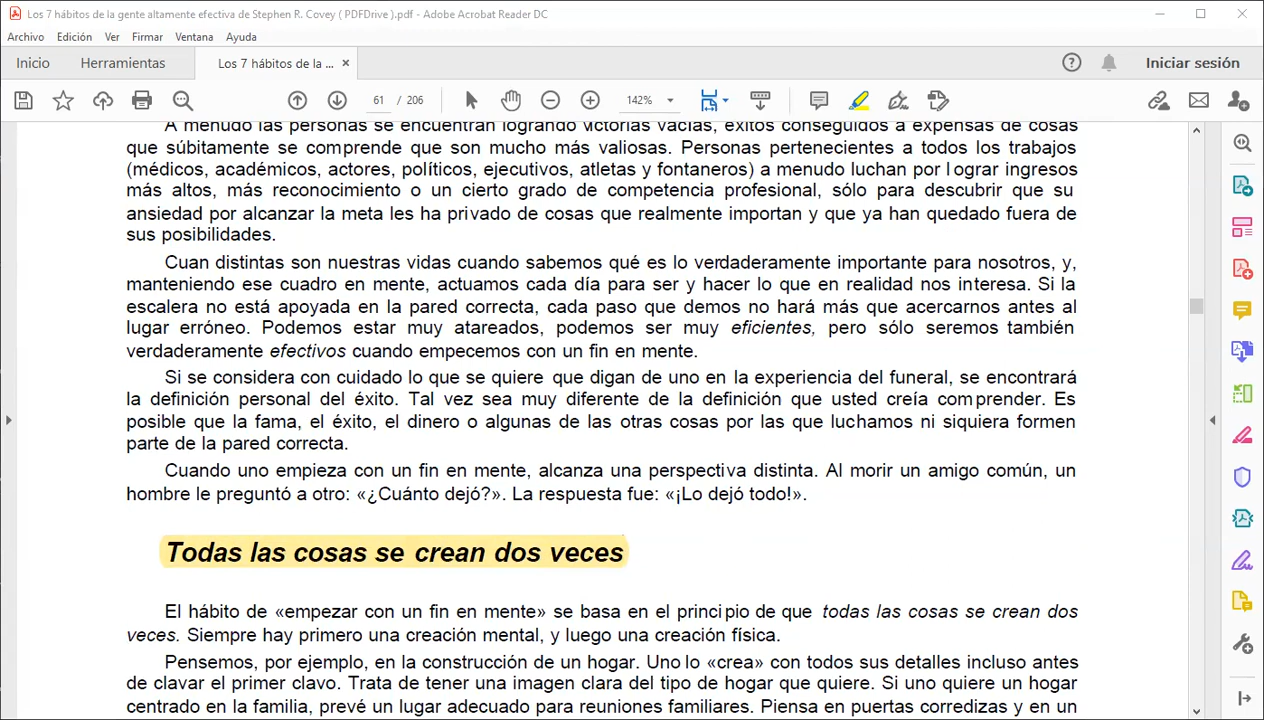 Los 7 hábitos de la gente altamente efectiva de Stephen R. Covey ( PDFDrive ).pdf - Adobe Acrobat Reader DC
Archivo Edición Ver Firmar Ventana Ayuda
Inicio Herramientas Los 7 hábitos de la ... × Iniciar sesión
61 / 206 142%
A menudo las personas se encuentran logrando victorias vacías, éxitos conseguidos a expensas de cosas
que súbitamente se comprende que son mucho más valiosas. Personas pertenecientes a todos los trabajos
(médicos, académicos, actores, políticos, ejecutivos, atletas y fontaneros) a menudo luchan por lograr ingresos
más altos, más reconocimiento o un cierto grado de competencia profesional, sólo para descubrir que su
ansiedad por alcanzar la meta les ha privado de cosas que realmente importan y que ya han quedado fuera de
sus posibilidades.
Cuan distintas son nuestras vidas cuando sabemos qué es lo verdaderamente importante para nosotros, y,
manteniendo ese cuadro en mente, actuamos cada día para ser y hacer lo que en realidad nos interesa. Si la
escalera no está apoyada en la pared correcta, cada paso que demos no hará más que acercarnos antes al
lugar erróneo. Podemos estar muy atareados, podemos ser muy eficientes, pero sólo seremos también
verdaderamente efectivos cuando empecemos con un fin en mente.
Si se considera con cuidado lo que se quiere que digan de uno en la experiencia del funeral, se encontrará
la definición personal del éxito. Tal vez sea muy diferente de la definición que usted creía comprender. Es
posible que la fama, el éxito, el dinero o algunas de las otras cosas por las que luchamos ni siquiera formen
parte de la pared correcta.
Cuando uno empieza con un fin en mente, alcanza una perspectiva distinta. Al morir un amigo común, un
hombre le preguntó a otro: «¿Cuánto dejó?». La respuesta fue: «¡Lo dejó todo!».
Todas las cosas se crean dos veces
El hábito de «empezar con un fin en mente» se basa en el principio de que todas las cosas se crean dos
veces. Siempre hay primero una creación mental, y luego una creación física.
Pensemos, por ejemplo, en la construcción de un hogar. Uno lo «crea» con todos sus detalles incluso antes
de clavar el primer clavo. Trata de tener una imagen clara del tipo de hogar que quiere. Si uno quiere un hogar
centrado en la familia, prevé un lugar adecuado para reuniones familiares. Piensa en puertas corredizas y en un